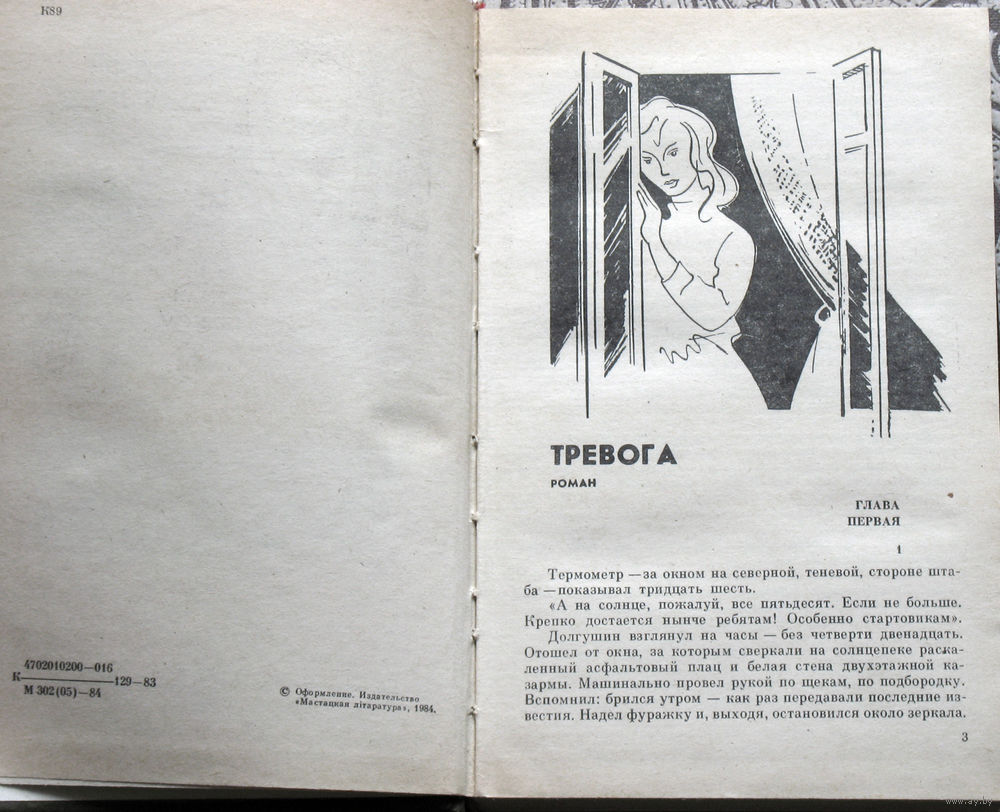 К89
4702010200—016
К——————129—83
М 302(05)—84
© Оформление. Издательство
«Мастацкая літаратура», 1984.
ТРЕВОГА
РОМАН
ГЛАВА
ПЕРВАЯ
1
Термометр —за окном на северной, теневой, стороне шта-
ба —показывал тридцать шесть.
«А на солнце, пожалуй, все пятьдесят. Если не больше.
Крепко достается нынче ребятам! Особенно стартовикам».
Долгушин взглянул на часы — без четверти двенадцать.
Отошел от окна, за которым сверкали на солнцепеке раска-
ленный асфальтовый плац и белая стена двухэтажной ка-
зармы. Машинально провел рукой по щекам, по подбородку.
Вспомнил: брился утром — как раз передавали последние из-
вестия. Надел фуражку и, выходя, остановился около зеркала.
3
www.ay.by